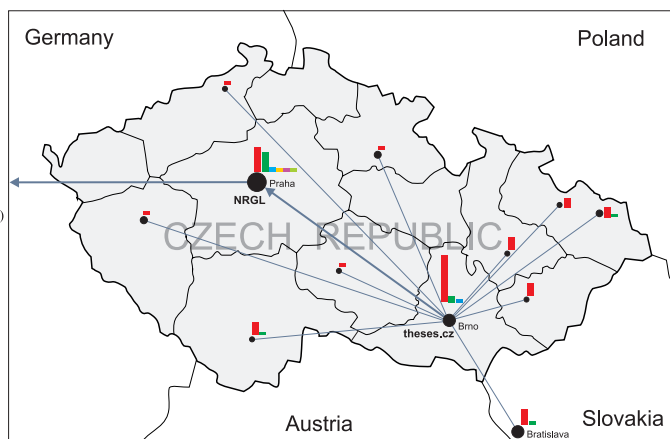 Germany
Poland
Praha
NRGL
)
CZECH REPUBLIC
theses.cz
Brno
Slovakia
Austria
Bratislava